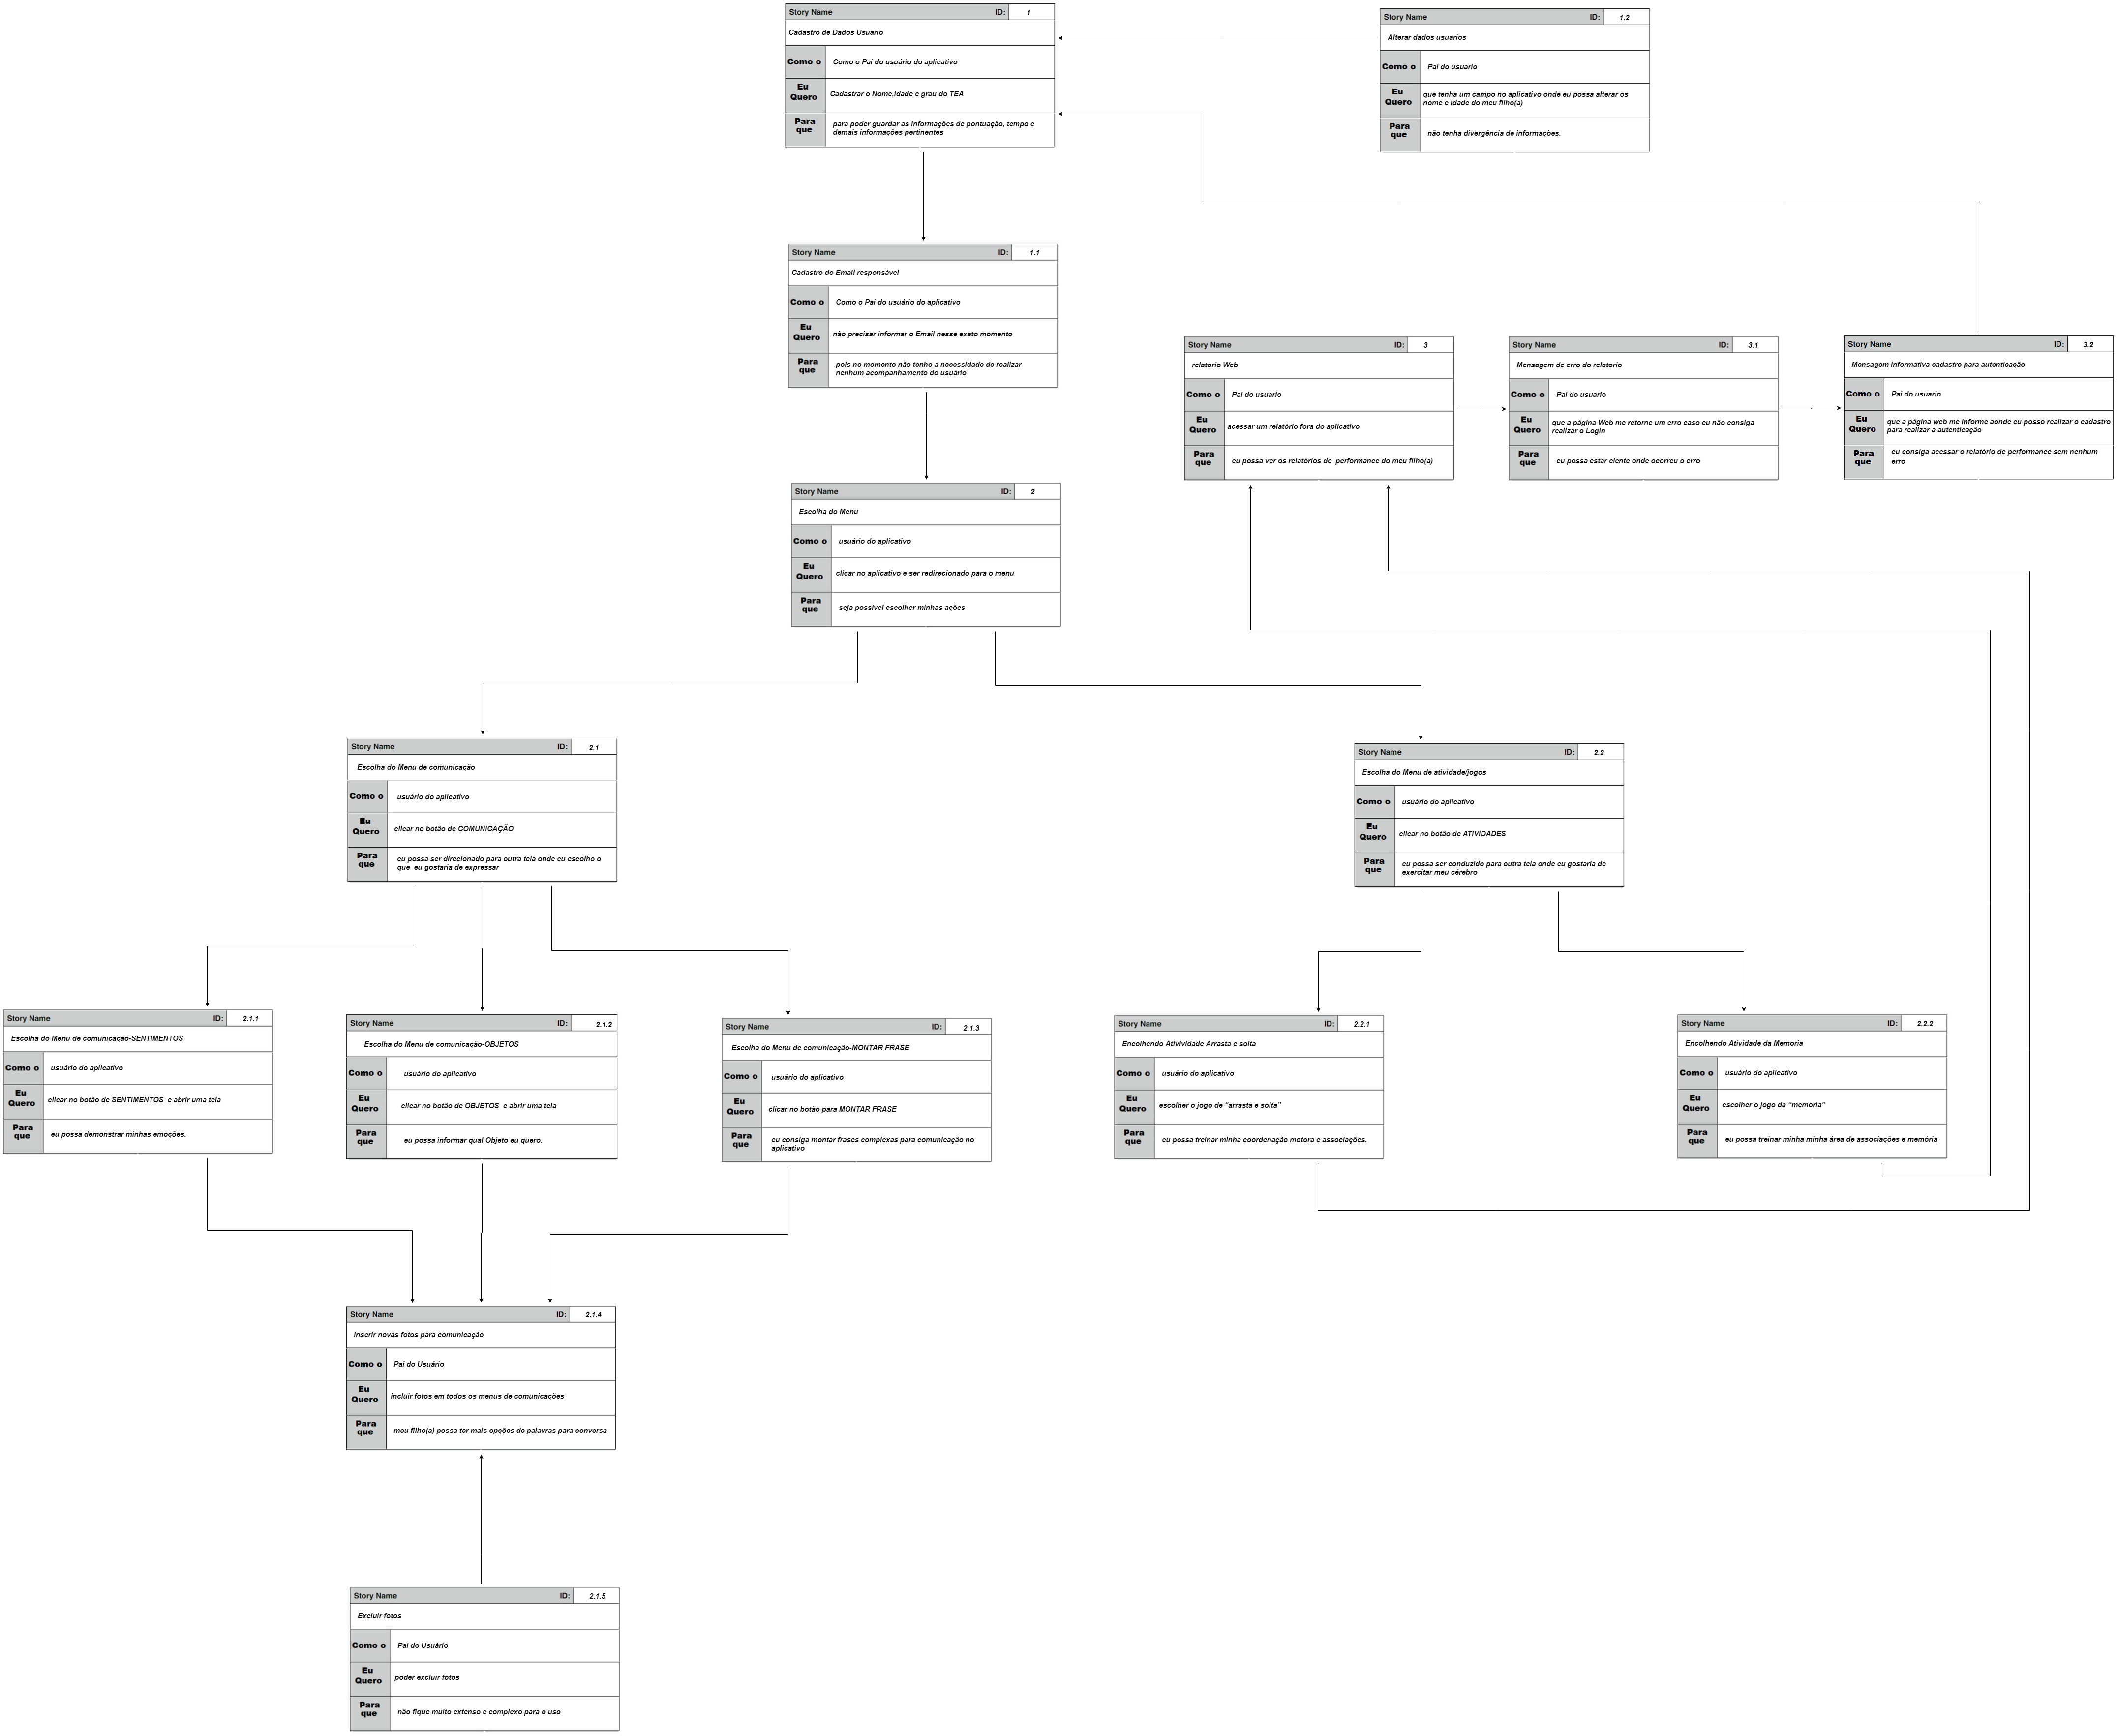 Story Name ID: 1
Cadastro de Dados Usuario
Como o Como o Pai do usuário do aplicativo
Eu
Quero Cadastrar o Nome,idade e grau do TEA
Para
que para poder guardar as informações de pontuação, tempo e
demais informações pertinentes
Story Name ID: 1.2
Alterar dados usuarios
Como o Pai do usuario
Eu
Quero que tenha um campo no aplicativo onde eu possa alterar os
nome e idade do meu filho(a)
Para
que não tenha divergência de informações.
Story Name ID: 1.1
Cadastro do Email responsável
Como o Como o Pai do usuário do aplicativo
Eu
Quero não precisar informar o Email nesse exato momento
Para
que pois no momento não tenho a necessidade de realizar
nenhum acompanhamento do usuário
Story Name ID: 3
relatorio Web
Como o Pai do usuario
Eu
Quero acessar um relatório fora do aplicativo
Para
que eu possa ver os relatórios de performance do meu filho(a)
Story Name ID: 3.1
Mensagem de erro do relatorio
Como o Pai do usuario
Eu
Quero que a página Web me retorne um erro caso eu não consiga
realizar o Login
Para
que eu possa estar ciente onde ocorreu o erro
Story Name ID: 3.2
Mensagem informativa cadastro para autenticação
Como o Pai do usuario
Eu
Quero que a página web me informe aonde eu posso realizar o cadastro
para realizar a autenticação
Para
que eu consiga acessar o relatório de performance sem nenhum
erro
Story Name ID: 2
Escolha do Menu
Como o usuário do aplicativo
Eu
Quero clicar no aplicativo e ser redirecionado para o menu
Para
que seja possível escolher minhas ações
Story Name ID: 2.1
Escolha do Menu de comunicação
Como o usuário do aplicativo
Eu
Quero clicar no botão de COMUNICAÇÃO
Para
que eu possa ser direcionado para outra tela onde eu escolho o
que eu gostaria de expressar
Story Name ID: 2.2
Escolha do Menu de atividade/jogos
Como o usuário do aplicativo
Eu
Quero clicar no botão de ATIVIDADES
Para
que eu possa ser conduzido para outra tela onde eu gostaria de
exercitar meu cérebro
Story Name ID: 2.1.1
Escolha do Menu de comunicação-SENTIMENTOS
Como o usuário do aplicativo
Eu
Quero clicar no botão de SENTIMENTOS e abrir uma tela
Para
que eu possa demonstrar minhas emoções.
Story Name ID: 2.1.2
Escolha do Menu de comunicação-OBJETOS
Como o usuário do aplicativo
Eu
Quero clicar no botão de OBJETOS e abrir uma tela
Para
que eu possa informar qual Objeto eu quero.
Story Name ID: 2.1.3
Escolha do Menu de comunicação-MONTAR FRASE
Como o usuário do aplicativo
Eu
Quero clicar no botão para MONTAR FRASE
Para
que eu consiga montar frases complexas para comunicação no
aplicativo
Story Name ID: 2.2.1
Encolhendo Ativividade Arrasta e solta
Como o usuário do aplicativo
Eu
Quero escolher o jogo de “arrasta e solta”
Para
que eu possa treinar minha coordenação motora e associações.
Story Name ID: 2.2.2
Encolhendo Atividade da Memoria
Como o usuário do aplicativo
Eu
Quero escolher o jogo da “memoria”
Para
que eu possa treinar minha minha área de associações e memória
Story Name ID: 2.1.4
inserir novas fotos para comunicação
Como o Pai do Usuário
Eu
Quero incluir fotos em todos os menus de comunicações
Para
que meu filho(a) possa ter mais opções de palavras para conversa
Story Name ID: 2.1.5
Excluir fotos
Como o Pai do Usuário
Eu
Quero poder excluir fotos
Para
que não fique muito extenso e complexo para o uso